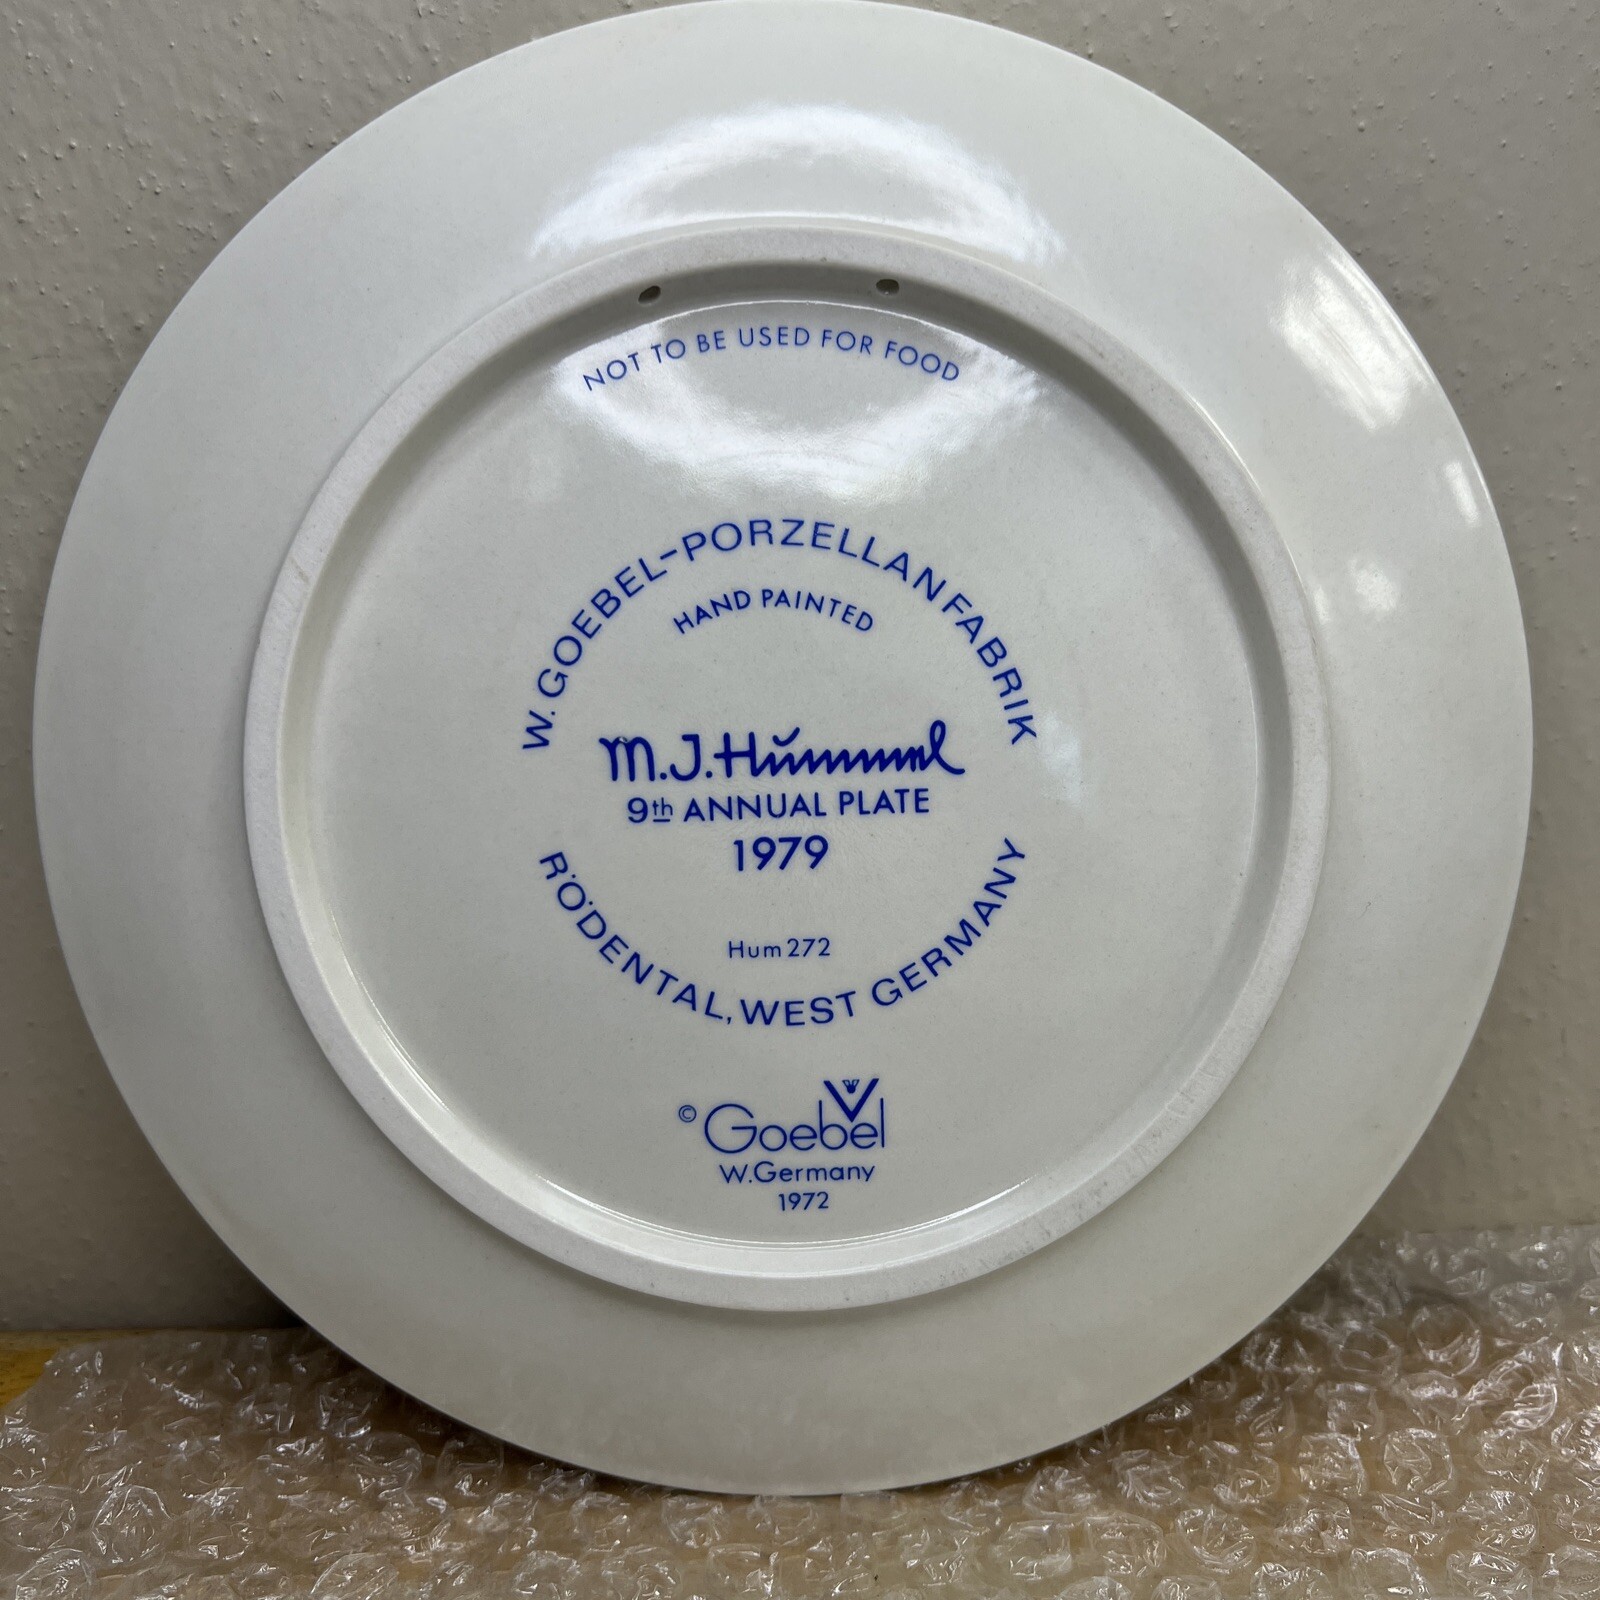 NOT TO BE USED FOR FOOD
W. GOEBEL-PORZELLANFABRIK
HAND PAINTED
M.J.Hümmel
9th ANNUAL PLATE
1979
Hum 272
RÖDENTAL, WEST GERMANY
© Goebel
W.Germany
1972